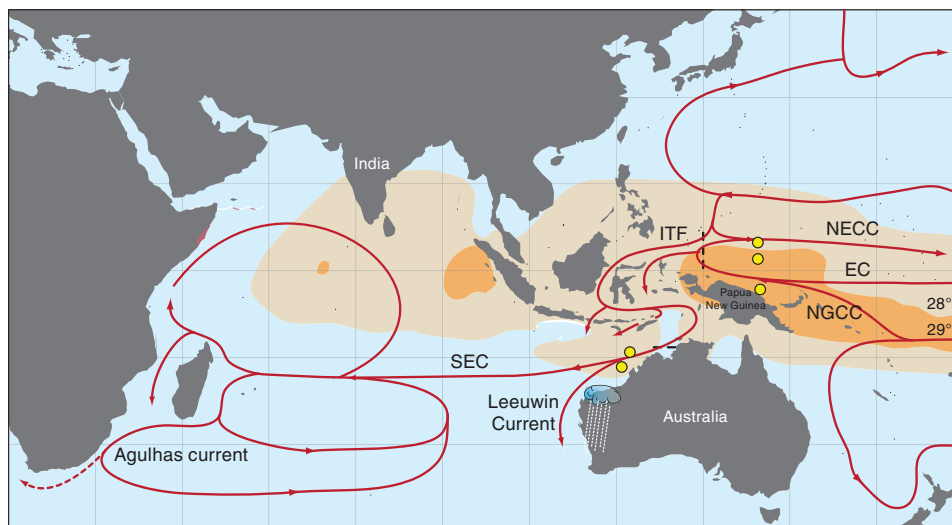 India
ITF
NECC
EC
Papua
New Guinea
NGCC
28°
29°
SEC
Leeuwin
Current
Australia
Agulhas current